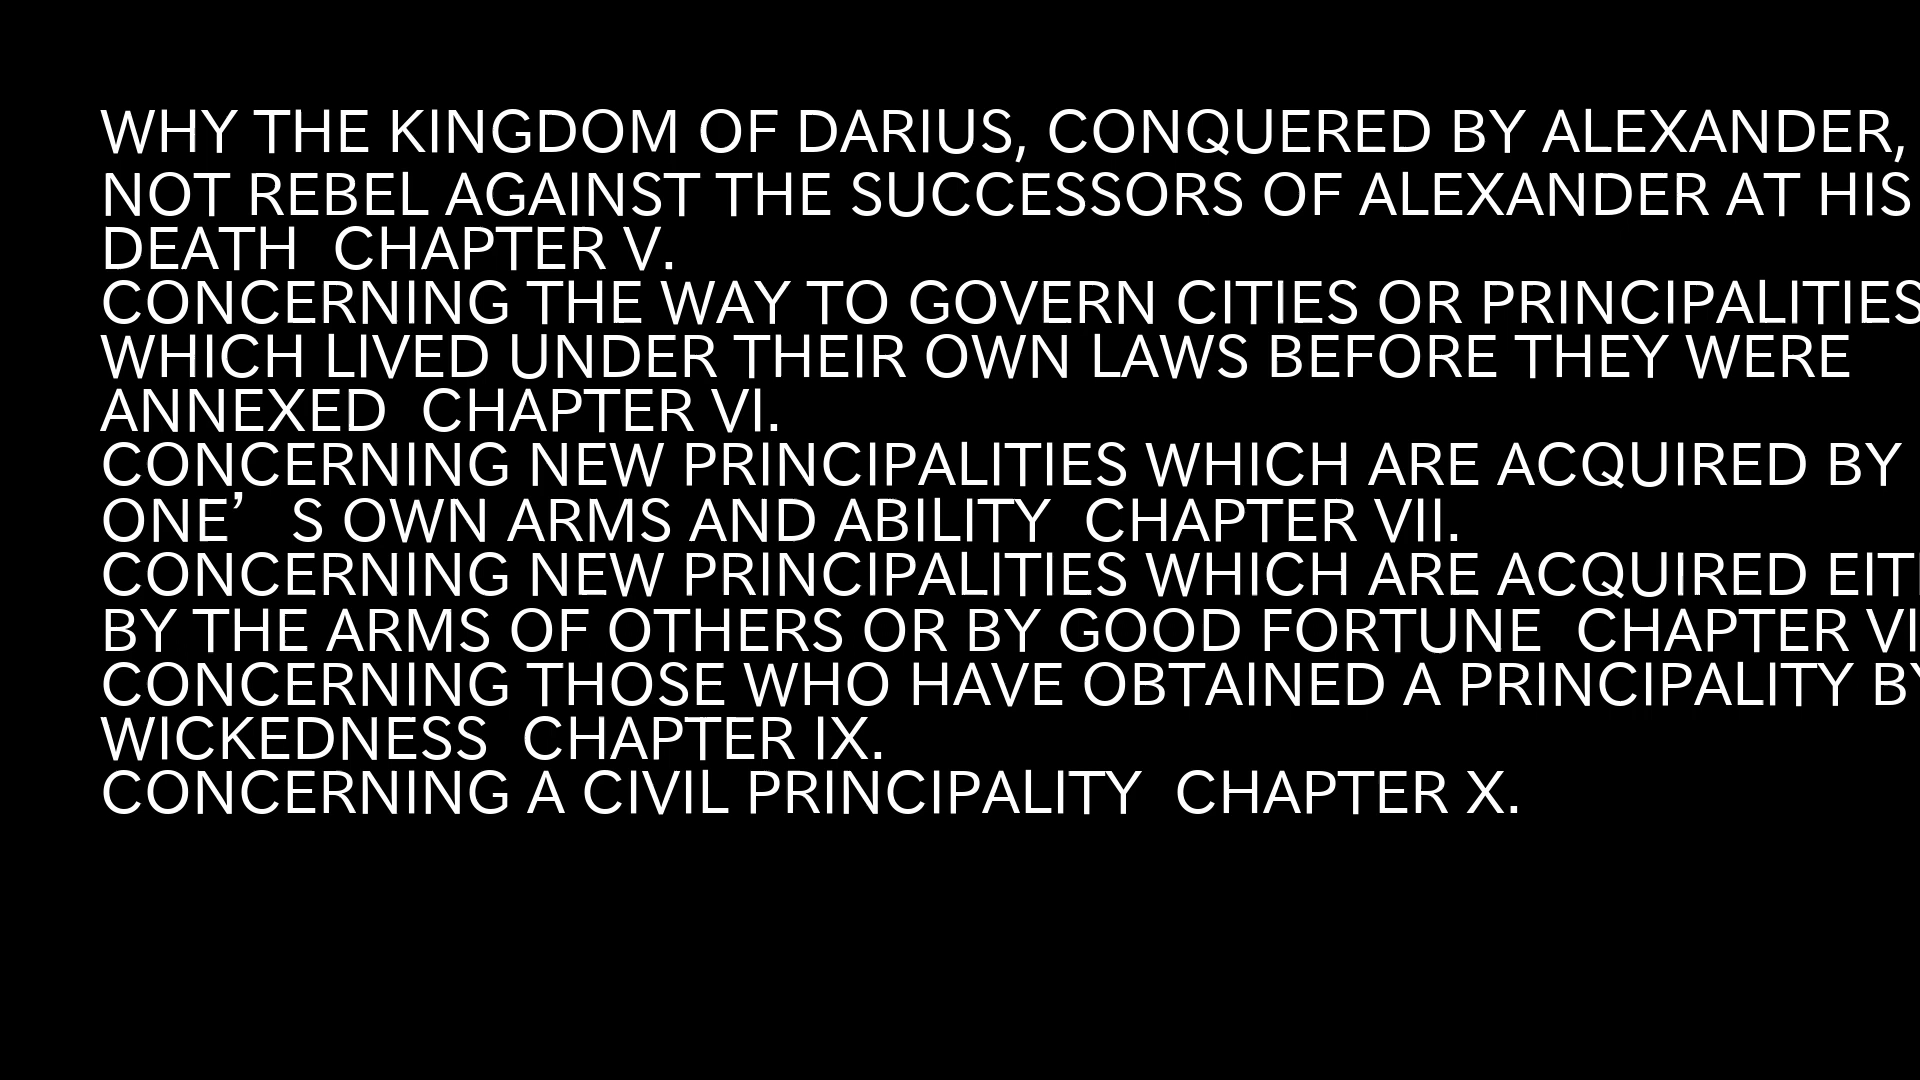 WHY THE KINGDOM OF DARIUS, CONQUERED BY ALEXANDER,
NOT REBEL AGAINST THE SUCCESSORS OF ALEXANDER AT HIS
DEATH  CHAPTER V.
CONCERNING THE WAY TO GOVERN CITIES OR PRINCIPALITIES
WHICH LIVED UNDER THEIR OWN LAWS BEFORE THEY WERE
ANNEXED  CHAPTER VI.
CONCERNING NEW PRINCIPALITIES WHICH ARE ACQUIRED BY
ONE’S OWN ARMS AND ABILITY  CHAPTER VII.
CONCERNING NEW PRINCIPALITIES WHICH ARE ACQUIRED
BY THE ARMS OF OTHERS OR BY GOOD FORTUNE  CHAPTER
CONCERNING THOSE WHO HAVE OBTAINED A PRINCIPALITY BY
WICKEDNESS  CHAPTER IX.
CONCERNING A CIVIL PRINCIPALITY  CHAPTER X.